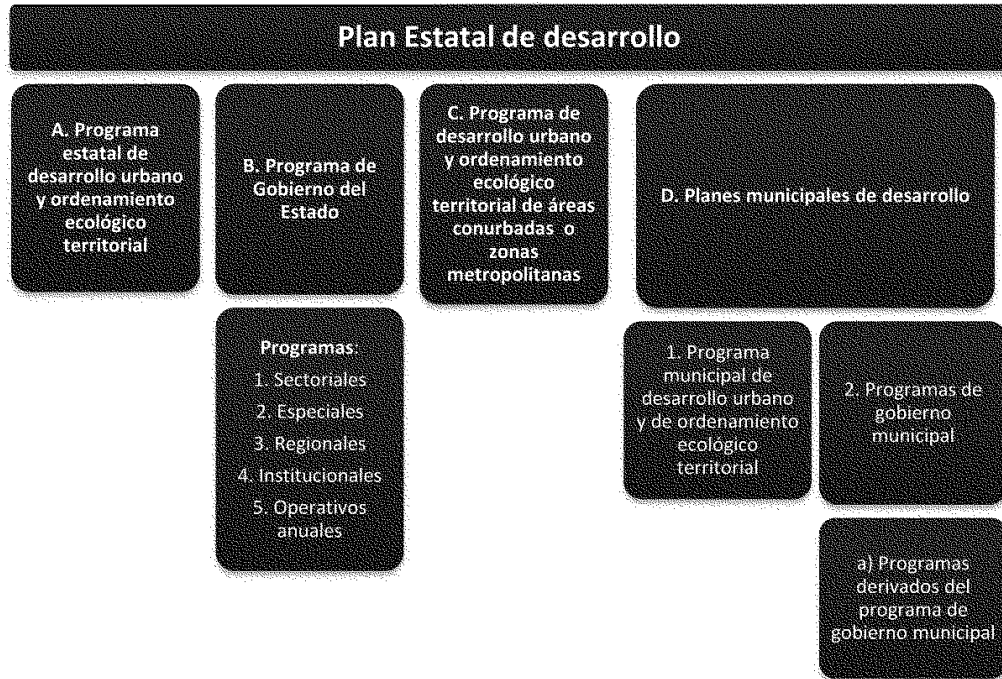 Plan Estatal de desarrollo
A. Programa
estatal de
desarrollo urbano
y ordenamiento
ecológico
territorial
B. Programa de
Gobierno del
Estado
C. Programa de
desarrollo urbano
y ordenamiento
ecológico
territorial de áreas
conurbadas o
zonas
metropolitanas
D. Planes municipales de desarrollo
Programas:
1. Sectoriales
2. Especiales
3. Regionales
4. Institucionales
5. Operativos
anuales
1. Programa
municipal de
desarrollo urbano
y de ordenamiento
ecológico
territorial
2. Programas de
gobierno
municipal
a) Programas
derivados del
programa de
gobierno municipal